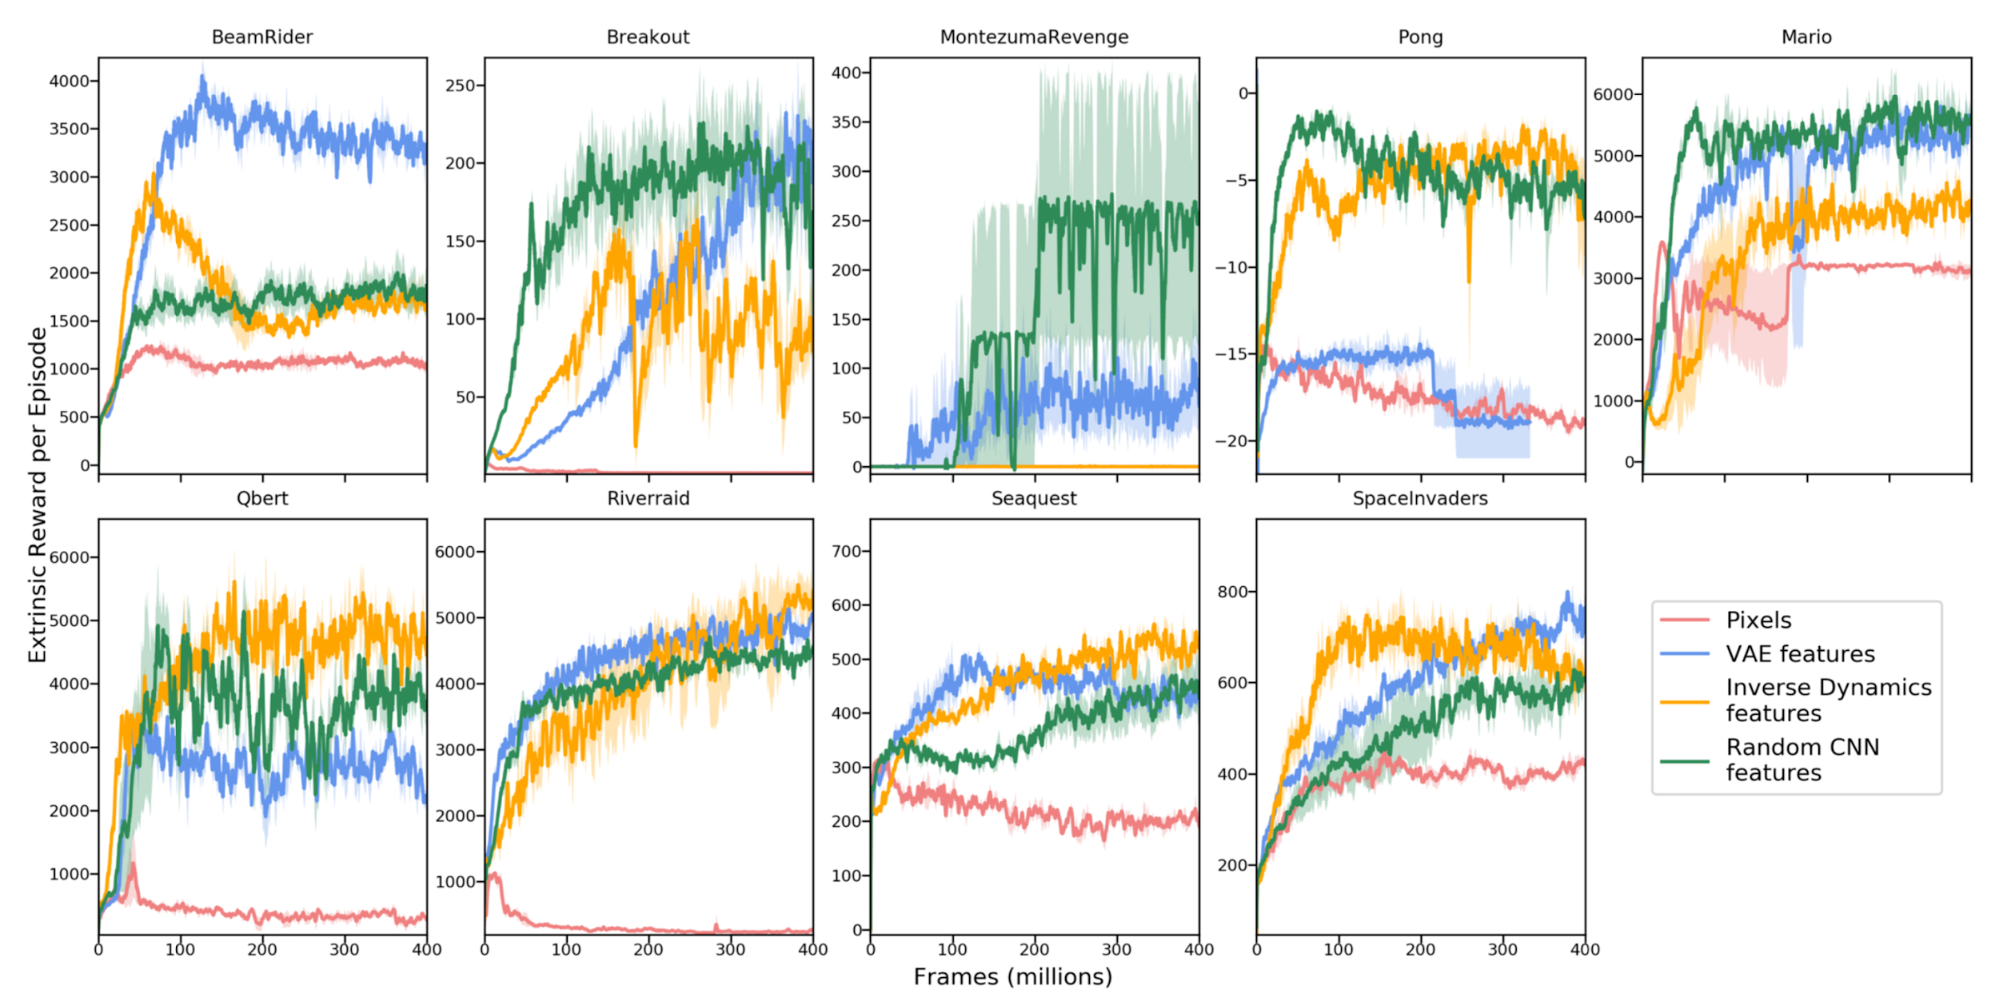 BeamRider
Breakout
MontezumaRevenge
Pong
Mario
4000
3500
3000
2500
2000
1500
1000
500
0
250
200
150
100
50
400
350
300
250
200
150
100
50
0
0
−5
−10
−15
−20
6000
5000
4000
3000
2000
1000
0
Extrinsic Reward per Episode
Qbert
Riverraid
Seaquest
SpaceInvaders
6000
5000
4000
3000
2000
1000
0 100 200 300 400
6000
5000
4000
3000
2000
1000
0 100 200 300 400
700
600
500
400
300
200
100
0
0 100 200 300 400
800
600
400
200
0 100 200 300 400
Frames (millions)
Pixels
VAE features
Inverse Dynamics
features
Random CNN
features